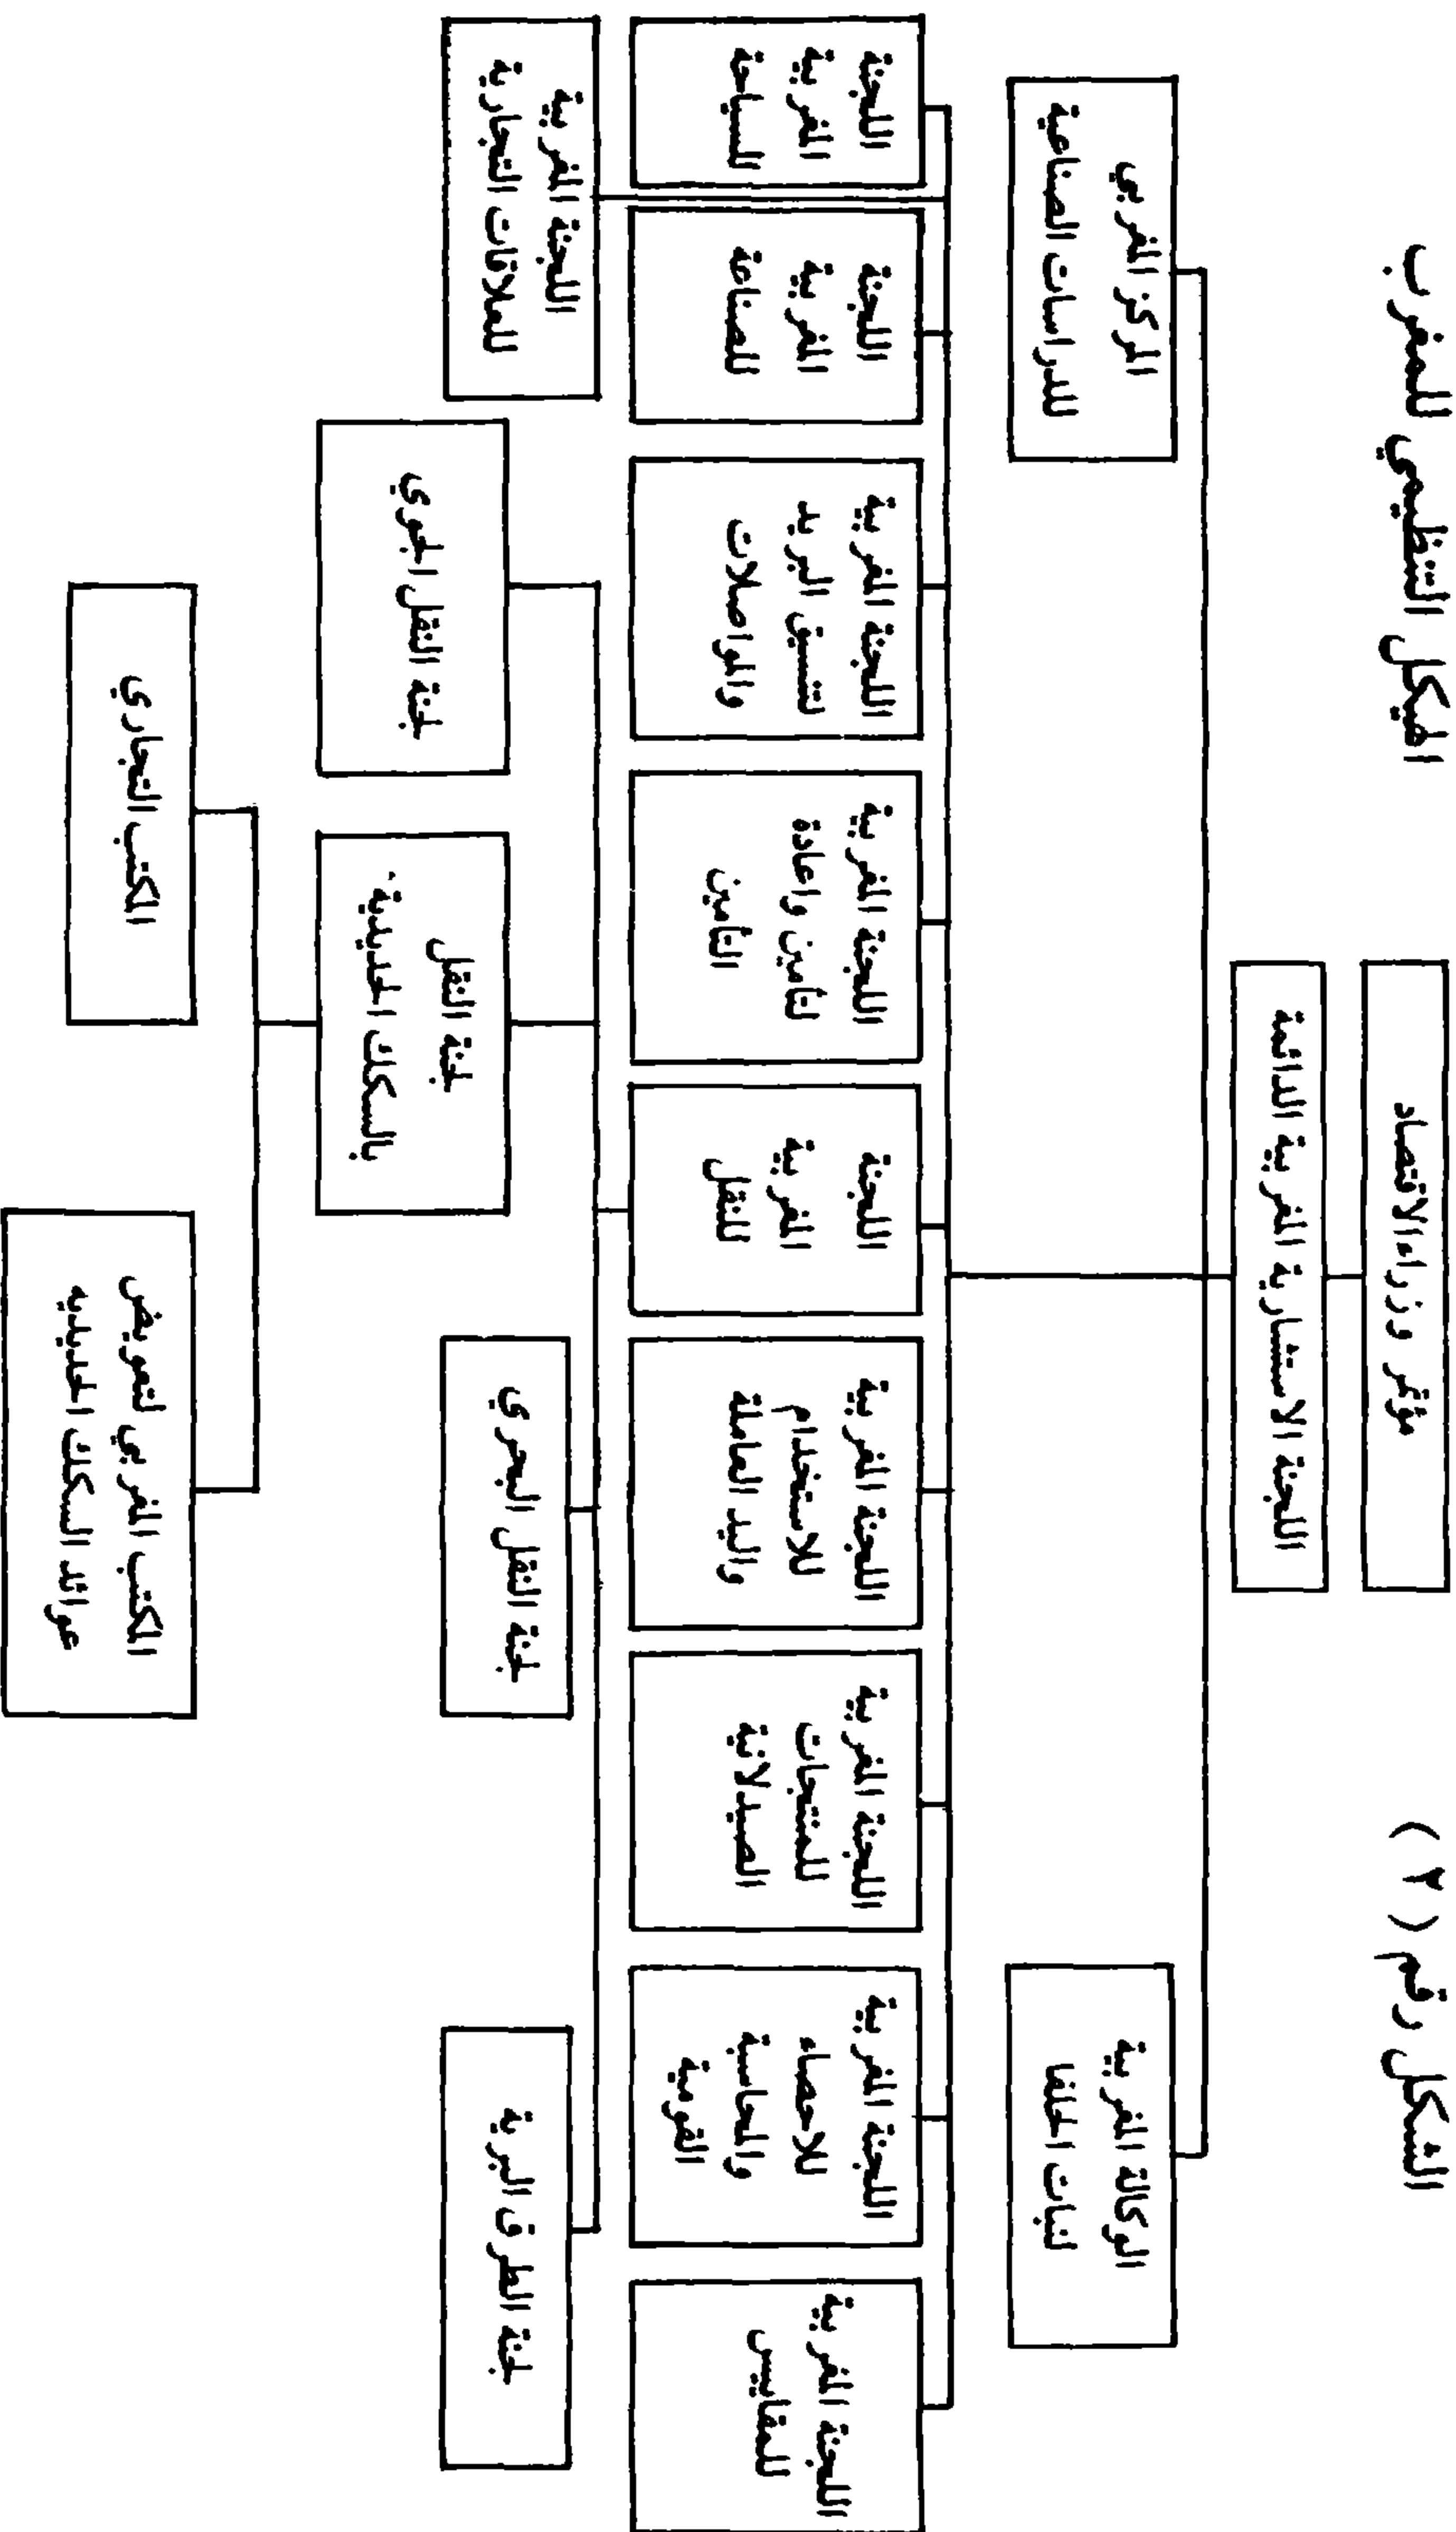 الشكل رقم ( ٢ )
الهيكل التنظيمي للمغرب
مؤتمر وزراء الاقتصاد
اللجنة الاستشارية المغربية الدائمة
الوكالة المغربية
لنبات الحلفا
المركز المغربي
للدراسات الصناعية
اللجنة المغربية
للمقاييس
اللجنة المغربية
للاحصاء
والمحاسبة
القومية
اللجنة المغربية
للمنتجات
الصيدلانية
اللجنة المغربية
للاستخدام
واليد العاملة
اللجنة
المغربية
للنقل
اللجنة المغربية
لتأمين واعادة
التأمين
اللجنة المغربية
لتنسيق البريد
والمواصلات
اللجنة
المغربية
للصناعة
اللجنة
المغربية
للسياحة
اللجنة المغربية
للعلاقات التجارية
لجنة الطرق البرية
لجنة النقل البحري
لجنة النقل
بالسكك الحديدية
لجنة النقل الجوي
المكتب المغربي لتعويض
عوائد السكك الحديديه
المكتب التجاري